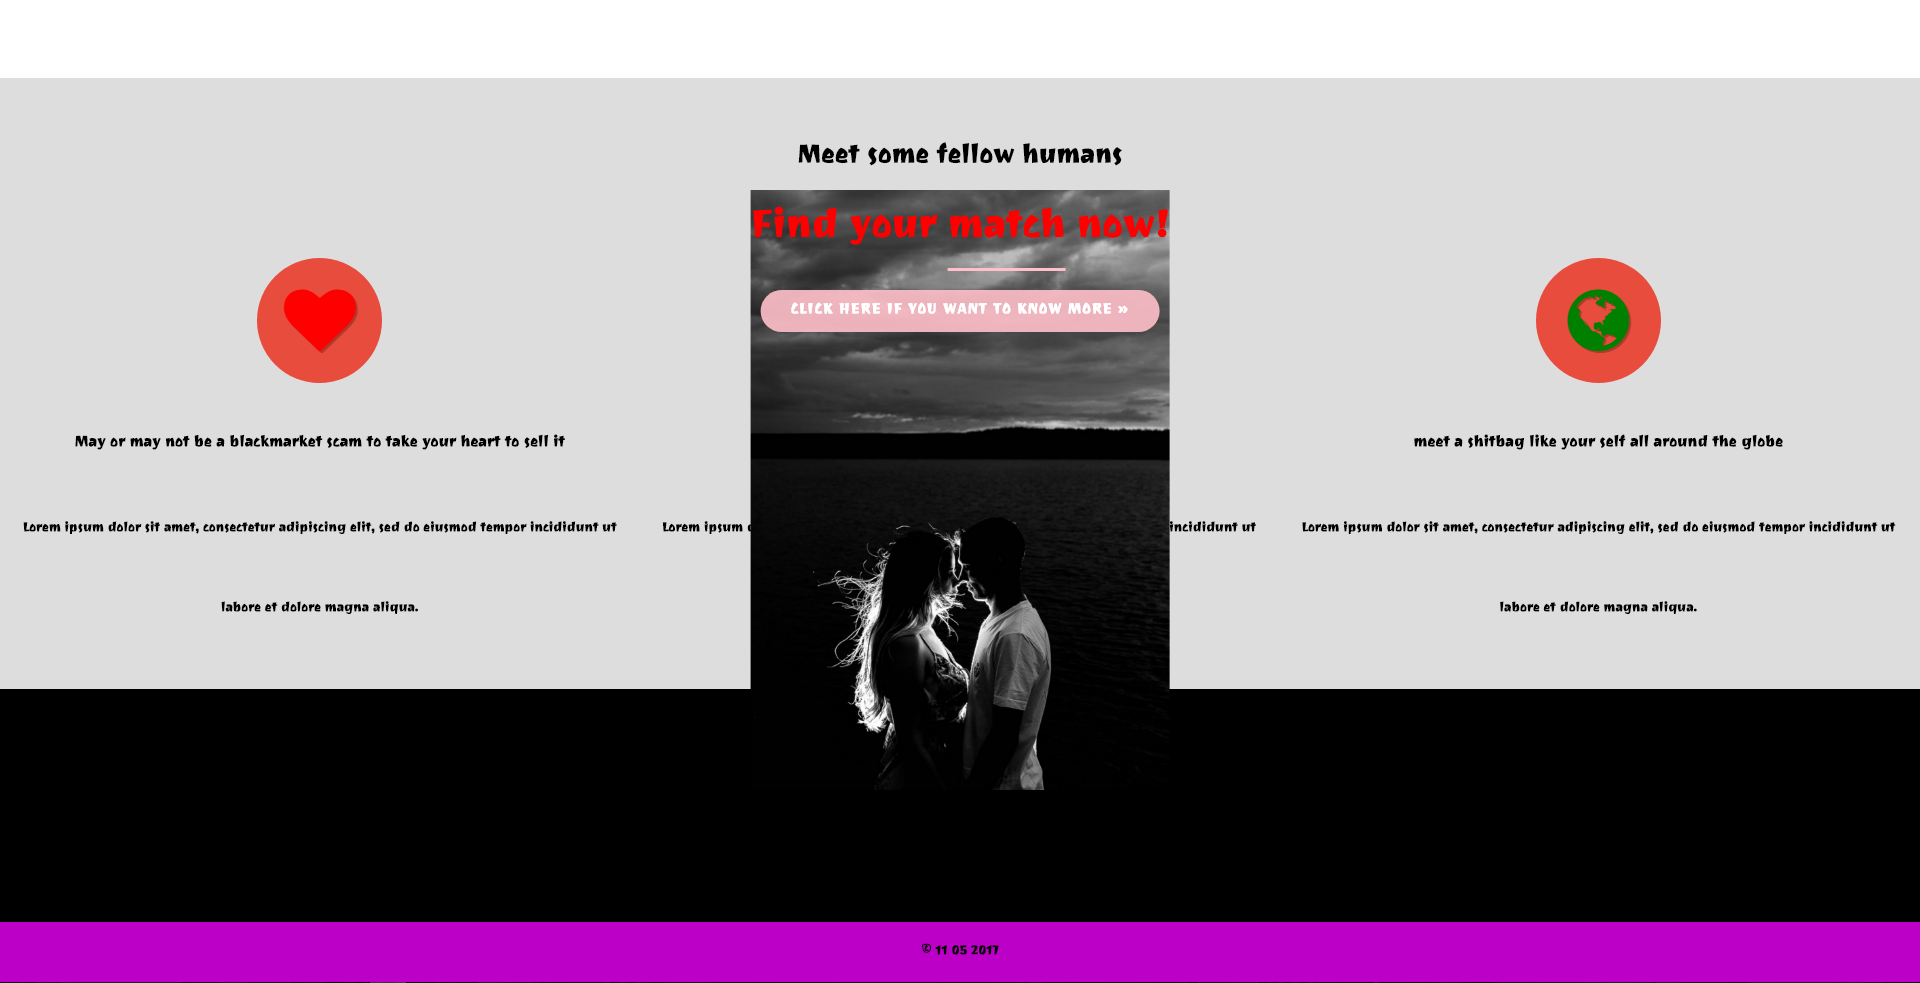 Meet some fellow humans
Find your match now!
CLICK HERE IF YOU WANT TO KNOW MORE »
May or may not be a blackmarket scam to take your heart to sell it
meet a shitbag like your self all around the globe
Lorem ipsum dolor sit amet, consectetur adipiscing elit, sed do eiusmod tempor incididunt ut
labore et dolore magna aliqua.
Lorem ipsum
incididunt ut
Lorem ipsum dolor sit amet, consectetur adipiscing elit, sed do eiusmod tempor incididunt ut
labore et dolore magna aliqua.
© 11 05 2017